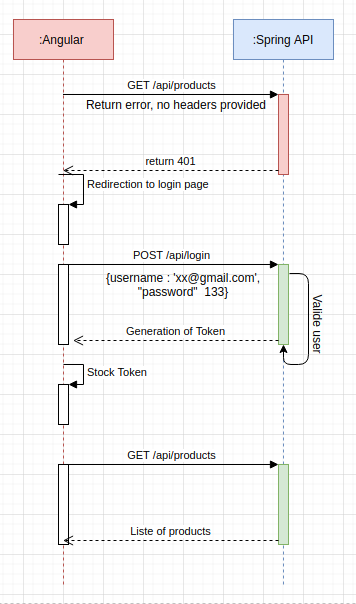 :Angular
:Spring API
GET /api/products
Return error, no headers provided
return 401
Redirection to login page
POST /api/login
{username : 'xx@gmail.com',
"password"  133}
Valide user
Generation of Token
Stock Token
GET /api/products
Liste of products